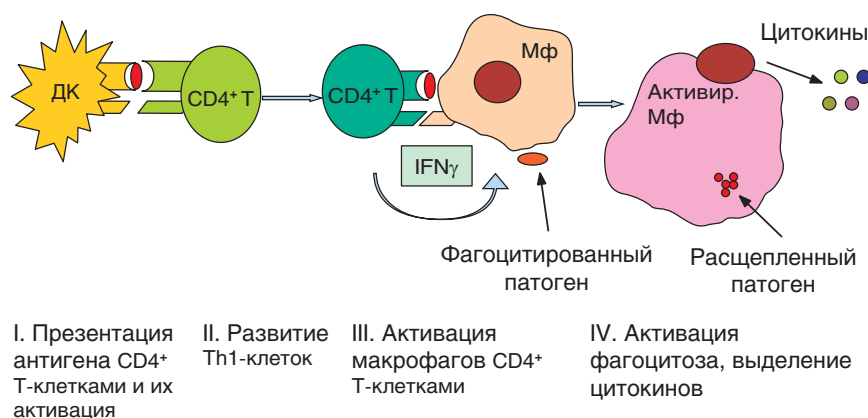 Цитокины
Мф
ДК
CD4⁺ T
CD4⁺ T
Активир.
Мф
IFNγ
Фагоцитированный
патоген
Расщепленный
патоген
I. Презентация
антигена CD4⁺
Т-клетками и их
активация
II. Развитие
Th1-клеток
III. Активация
макрофагов CD4⁺
Т-клетками
IV. Активация
фагоцитоза, выделение
цитокинов